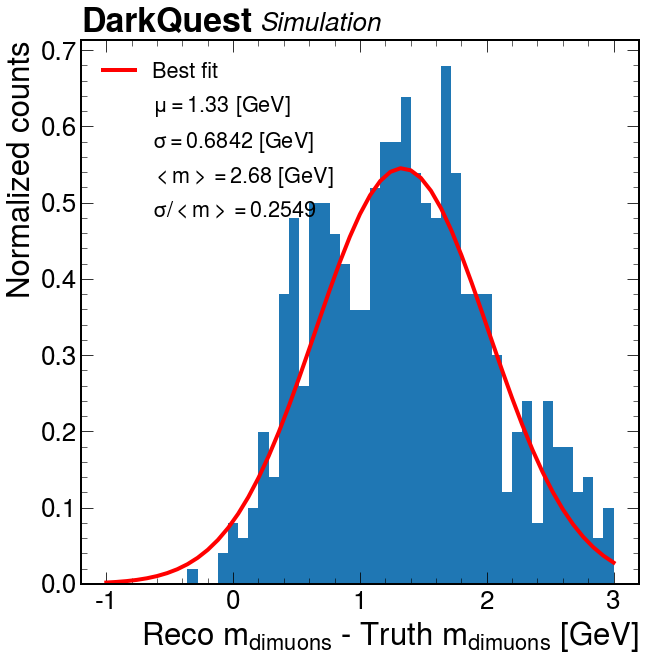 DarkQuest Simulation
Normalized counts
0.7
0.6
0.5
0.4
0.3
0.2
0.1
0.0
Best fit
μ = 1.33 [GeV]
σ = 0.6842 [GeV]
< m > = 2.68 [GeV]
σ/< m > = 0.2549
-1 0 1 2 3
Reco m_dimuons - Truth m_dimuons [GeV]